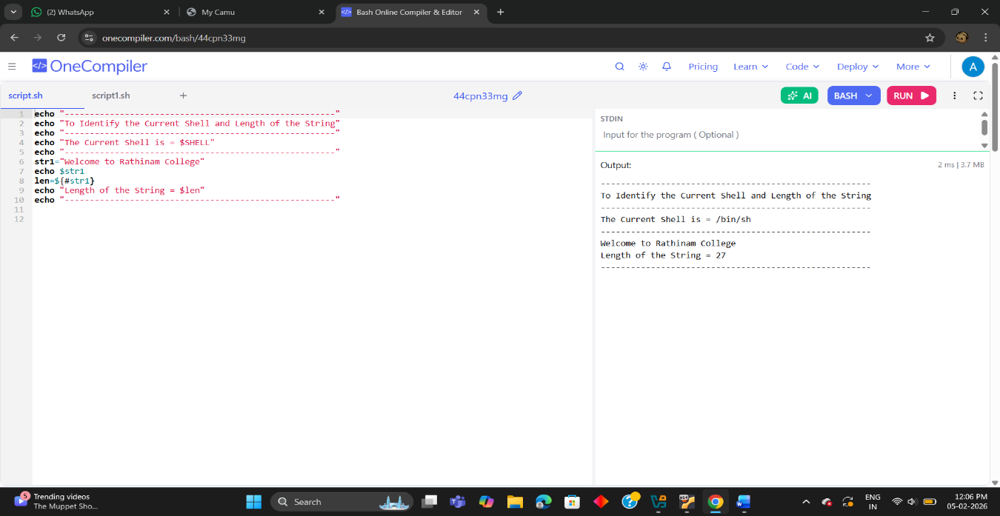 (2) WhatsApp
My Camu
Bash Online Compiler & Editor
onecompiler.com/bash/44cpn33mg
OneCompiler
Pricing
Learn
Code
Deploy
More
A
script.sh
script1.sh
44cpn33mg
AI
BASH
RUN
1 echo "------------------------------------------------------"
2 echo "To Identify the Current Shell and Length of the String"
3 echo "------------------------------------------------------"
4 echo "The Current Shell is = $SHELL"
5 echo "------------------------------------------------------"
6 str1="Welcome to Rathinam College"
7 echo $str1
8 len=${#str1}
9 echo "Length of the String = $len"
10 echo "------------------------------------------------------"
11
12
STDIN
Input for the program ( Optional )
Output:
2 ms | 3.7 MB
------------------------------------------------------
To Identify the Current Shell and Length of the String
------------------------------------------------------
The Current Shell is = /bin/sh
------------------------------------------------------
Welcome to Rathinam College
Length of the String = 27
------------------------------------------------------
5
Trending videos
The Muppet Sho...
Search
ENG
IN
12:06 PM
05-02-2026